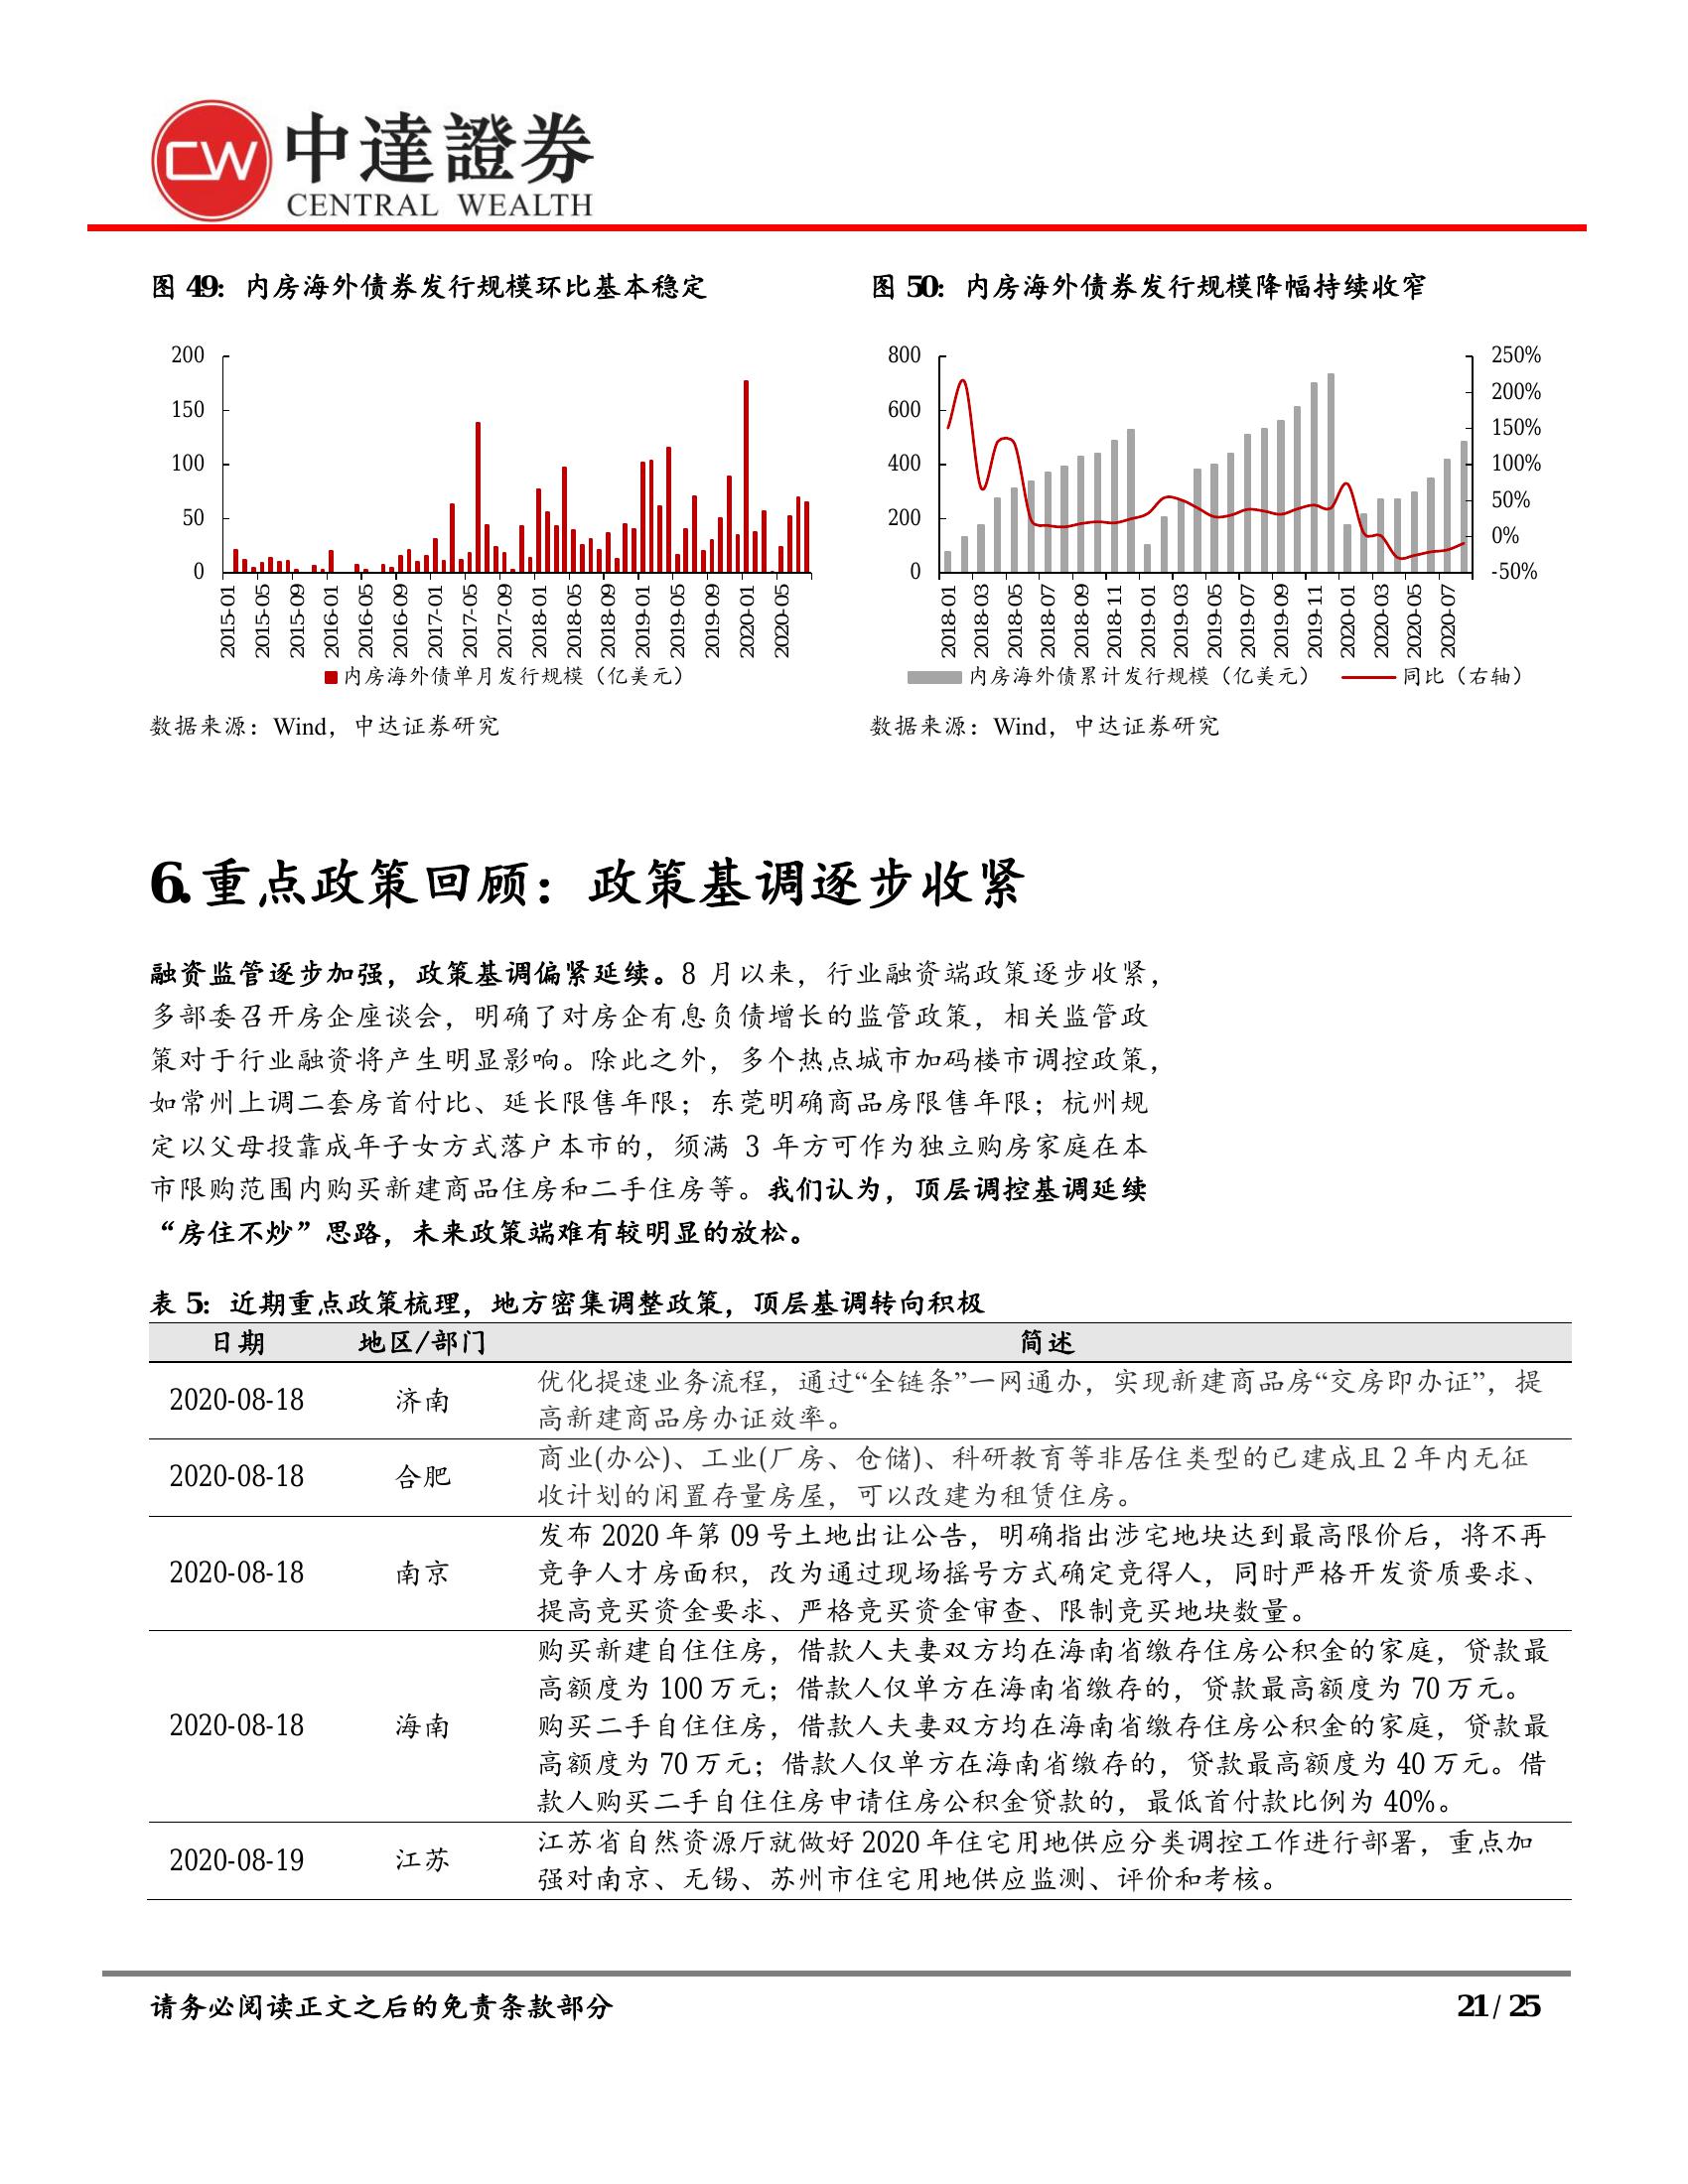 CW 中達證券
CENTRAL WEALTH
图 49：内房海外债券发行规模环比基本稳定
200
150
100
50
0
2015-01
2015-05
2015-09
2016-01
2016-05
2016-09
2017-01
2017-05
2017-09
2018-01
2018-05
2018-09
2019-01
2019-05
2019-09
2020-01
2020-05
内房海外债单月发行规模（亿美元）
数据来源：Wind，中达证券研究
图 50：内房海外债券发行规模降幅持续收窄
800
600
400
200
0
250%
200%
150%
100%
50%
0%
-50%
2018-01
2018-03
2018-05
2018-07
2018-09
2018-11
2019-01
2019-03
2019-05
2019-07
2019-09
2019-11
2020-01
2020-03
2020-05
2020-07
内房海外债累计发行规模（亿美元）
同比（右轴）
数据来源：Wind，中达证券研究
6.重点政策回顾：政策基调逐步收紧
融资监管逐步加强，政策基调偏紧延续。8 月以来，行业融资端政策逐步收紧，
多部委召开房企座谈会，明确了对房企有息负债增长的监管政策，相关监管政
策对于行业融资将产生明显影响。除此之外，多个热点城市加码楼市调控政策，
如常州上调二套房首付比、延长限售年限；东莞明确商品房限售年限；杭州规
定以父母投靠成年子女方式落户本市的，须满 3 年方可作为独立购房家庭在本
市限购范围内购买新建商品住房和二手住房等。我们认为，顶层调控基调延续
“房住不炒”思路，未来政策端难有较明显的放松。
表 5：近期重点政策梳理，地方密集调整政策，顶层基调转向积极
日期 地区/部门 简述
2020-08-18 济南
优化提速业务流程，通过“全链条”一网通办，实现新建商品房“交房即办证”，提
高新建商品房办证效率。
2020-08-18 合肥
商业(办公)、工业(厂房、仓储)、科研教育等非居住类型的已建成且 2 年内无征
收计划的闲置存量房屋，可以改建为租赁住房。
2020-08-18 南京
发布 2020 年第 09 号土地出让公告，明确指出涉宅地块达到最高限价后，将不再
竞争人才房面积，改为通过现场摇号方式确定竞得人，同时严格开发资质要求、
提高竞买资金要求、严格竞买资金审查、限制竞买地块数量。
2020-08-18 海南
购买新建自住住房，借款人夫妻双方均在海南省缴存住房公积金的家庭，贷款最
高额度为 100 万元；借款人仅单方在海南省缴存的，贷款最高额度为 70 万元。
购买二手自住住房，借款人夫妻双方均在海南省缴存住房公积金的家庭，贷款最
高额度为 70 万元；借款人仅单方在海南省缴存的，贷款最高额度为 40 万元。借
款人购买二手自住住房申请住房公积金贷款的，最低首付款比例为 40%。
2020-08-19 江苏
江苏省自然资源厅就做好 2020 年住宅用地供应分类调控工作进行部署，重点加
强对南京、无锡、苏州市住宅用地供应监测、评价和考核。
请务必阅读正文之后的免责条款部分
21 / 25